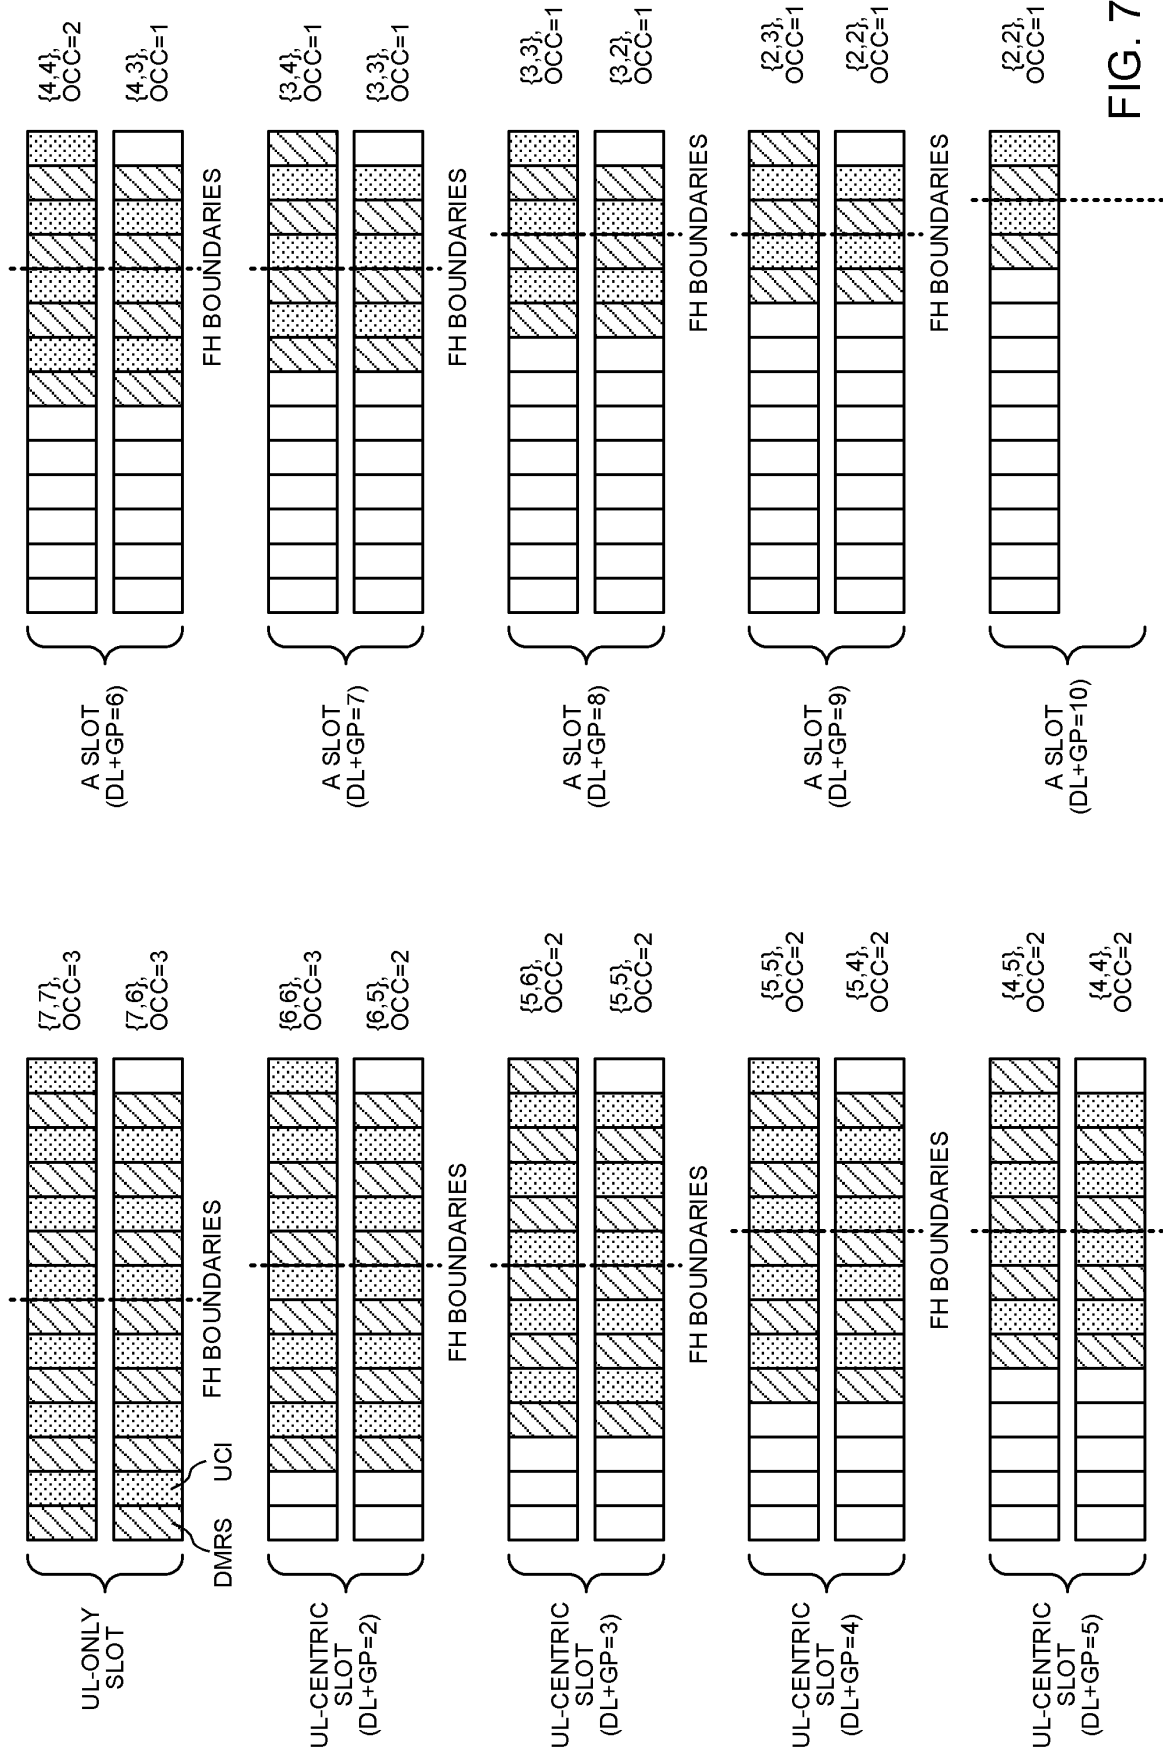 UL-ONLY
SLOT
{7,7},
OCC=3
{7,6},
OCC=3
DMRS
UCI
FH BOUNDARIES
UL-CENTRIC
SLOT
(DL+GP=2)
{6,6},
OCC=3
{6,5},
OCC=2
FH BOUNDARIES
UL-CENTRIC
SLOT
(DL+GP=3)
{5,6},
OCC=2
{5,5},
OCC=2
FH BOUNDARIES
UL-CENTRIC
SLOT
(DL+GP=4)
{5,5},
OCC=2
{5,4},
OCC=2
FH BOUNDARIES
UL-CENTRIC
SLOT
(DL+GP=5)
{4,5},
OCC=2
{4,4},
OCC=2
A SLOT
(DL+GP=6)
{4,4},
OCC=2
{4,3},
OCC=1
FH BOUNDARIES
A SLOT
(DL+GP=7)
{3,4},
OCC=1
{3,3},
OCC=1
FH BOUNDARIES
A SLOT
(DL+GP=8)
{3,3},
OCC=1
{3,2},
OCC=1
FH BOUNDARIES
A SLOT
(DL+GP=9)
{2,3},
OCC=1
{2,2},
OCC=1
FH BOUNDARIES
A SLOT
(DL+GP=10)
{2,2},
OCC=1
FIG. 7